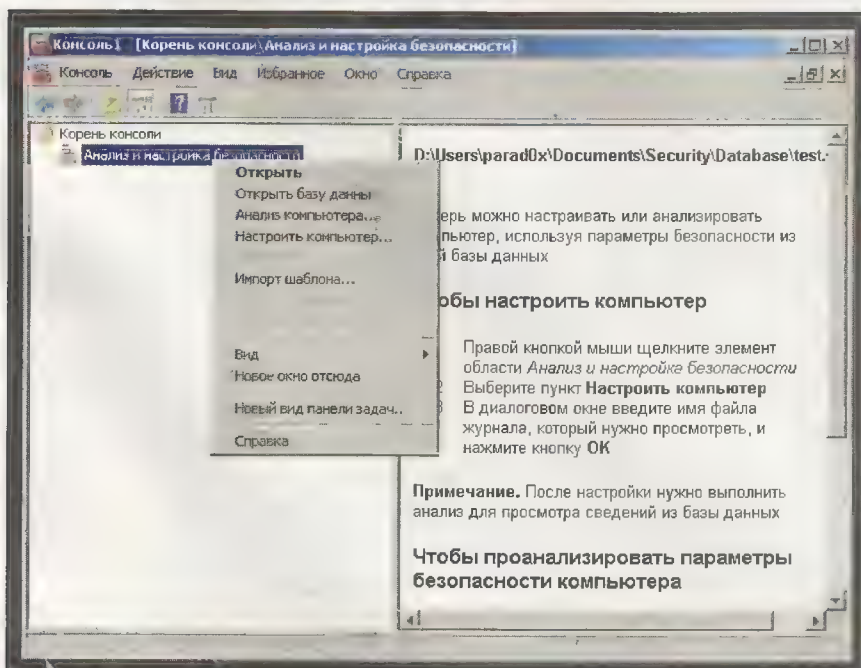 Консоль1 - [Корень консоли\Анализ и настройка безопасности]
Консоль Действие Вид Избранное Окно Справка
Корень консоли
Анализ и настройка безопасности
Открыть
Открыть базу данны
Анализ компьютера...
Настроить компьютер...
Импорт шаблона...
Вид
Новое окно отсюда
Новый вид панели задач..
Справка
D:\Users\parad0x\Documents\Security\Database\test.
ерь можно настраивать или анализировать
пьютер, используя параметры безопасности из
й базы данных
обы настроить компьютер
Правой кнопкой мыши щелкните элемент
области Анализ и настройка безопасности
Выберите пункт Настроить компьютер
В диалоговом окне введите имя файла
журнала, который нужно просмотреть, и
нажмите кнопку OK
Примечание. После настройки нужно выполнить
анализ для просмотра сведений из базы данных
Чтобы проанализировать параметры
безопасности компьютера